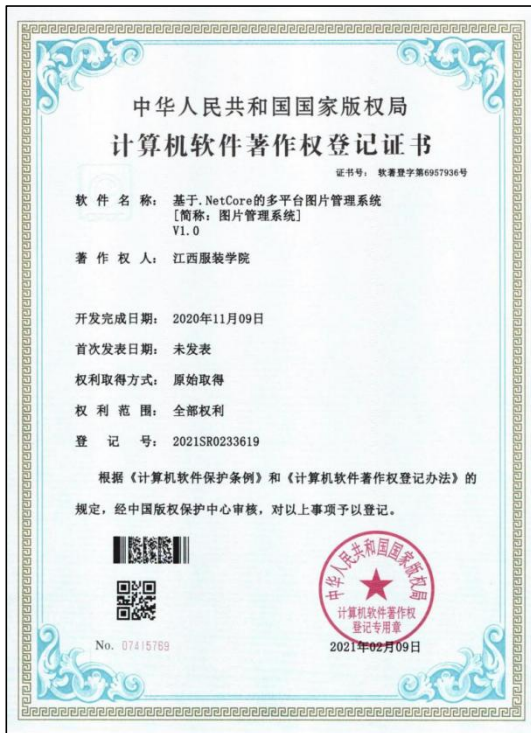 中华人民共和国国家版权局
计算机软件著作权登记证书
证书号： 软著登字第6957936号
软件名称： 基于.NetCore的多平台图片管理系统
[简称：图片管理系统]
V1.0
著作权人： 江西服装学院
开发完成日期： 2020年11月09日
首次发表日期： 未发表
权利取得方式： 原始取得
权利范围： 全部权利
登记号： 2021SR0233619
根据《计算机软件保护条例》和《计算机软件著作权登记办法》的
规定，经中国版权保护中心审核，对以上事项予以登记。
中华人民共和国国家版权局
计算机软件著作权
登记专用章
No. 07415769
2021年02月09日